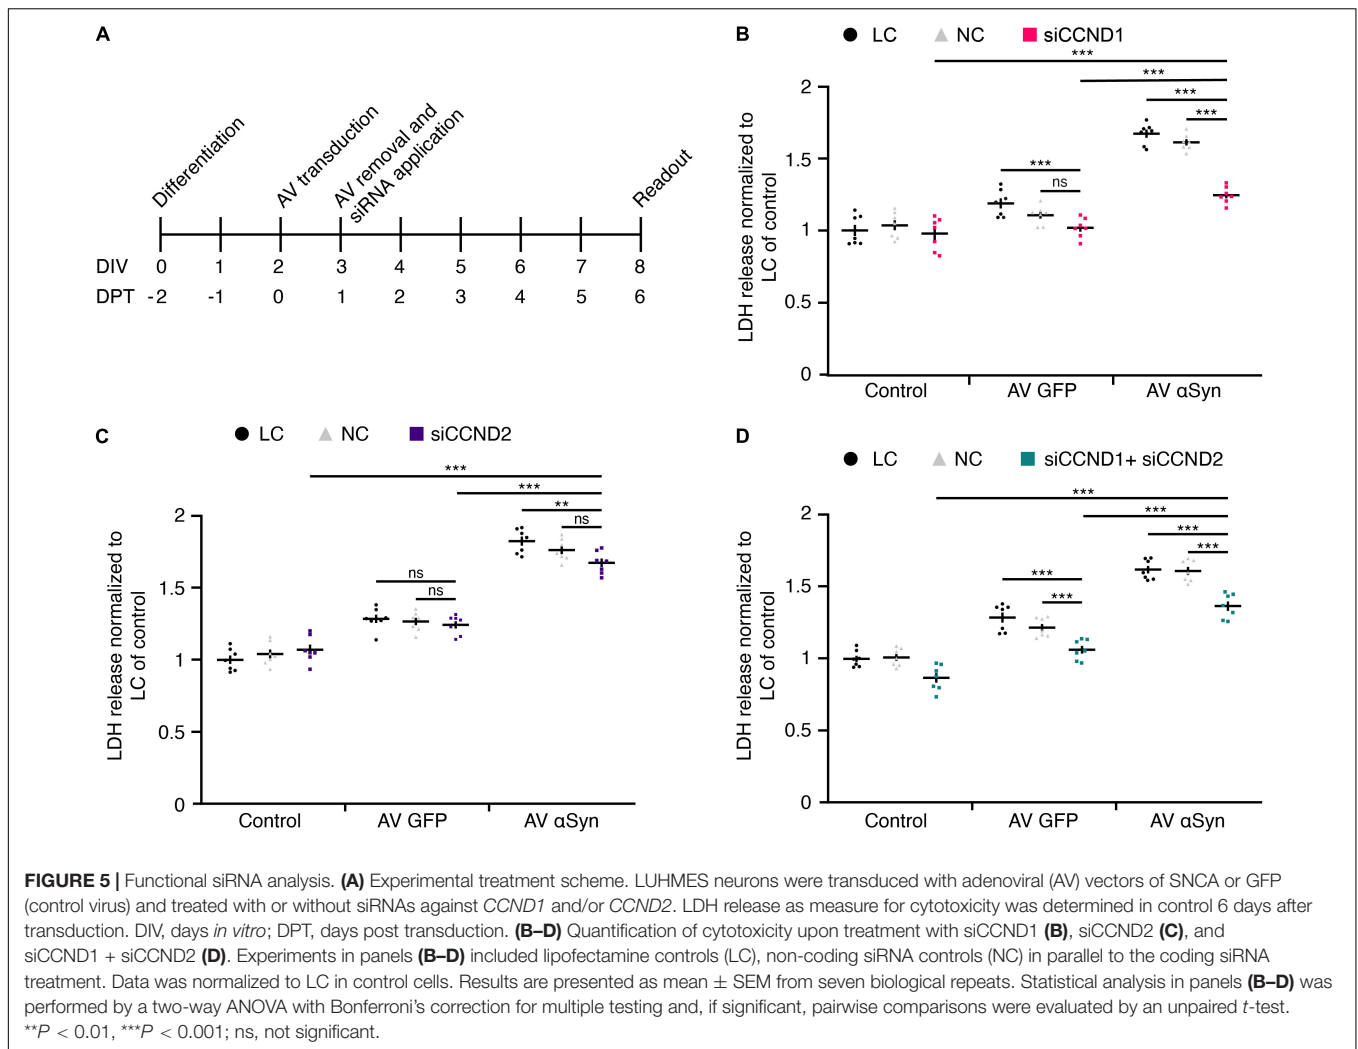 A
Differentiation
AV transduction
AV removal and
siRNA application
Readout
DIV 0 1 2 3 4 5 6 7 8
DPT -2 -1 0 1 2 3 4 5 6
B
LC NC siCCND1
***
***
***
***
***
ns
LDH release normalized to
LC of control
2
1.5
1
0.5
0
Control AV GFP AV αSyn
C
LC NC siCCND2
***
***
**
ns
ns
ns
LDH release normalized to
LC of control
2
1.5
1
0.5
0
Control AV GFP AV αSyn
D
LC NC siCCND1+ siCCND2
***
***
***
***
***
***
LDH release normalized to
LC of control
2
1.5
1
0.5
0
Control AV GFP AV αSyn
FIGURE 5 | Functional siRNA analysis. (A) Experimental treatment scheme. LUHMES neurons were transduced with adenoviral (AV) vectors of SNCA or GFP
(control virus) and treated with or without siRNAs against CCND1 and/or CCND2. LDH release as measure for cytotoxicity was determined in control 6 days after
transduction. DIV, days in vitro; DPT, days post transduction. (B–D) Quantification of cytotoxicity upon treatment with siCCND1 (B), siCCND2 (C), and
siCCND1 + siCCND2 (D). Experiments in panels (B–D) included lipofectamine controls (LC), non-coding siRNA controls (NC) in parallel to the coding siRNA
treatment. Data was normalized to LC in control cells. Results are presented as mean ± SEM from seven biological repeats. Statistical analysis in panels (B–D) was
performed by a two-way ANOVA with Bonferroni's correction for multiple testing and, if significant, pairwise comparisons were evaluated by an unpaired t-test.
**P < 0.01, ***P < 0.001; ns, not significant.